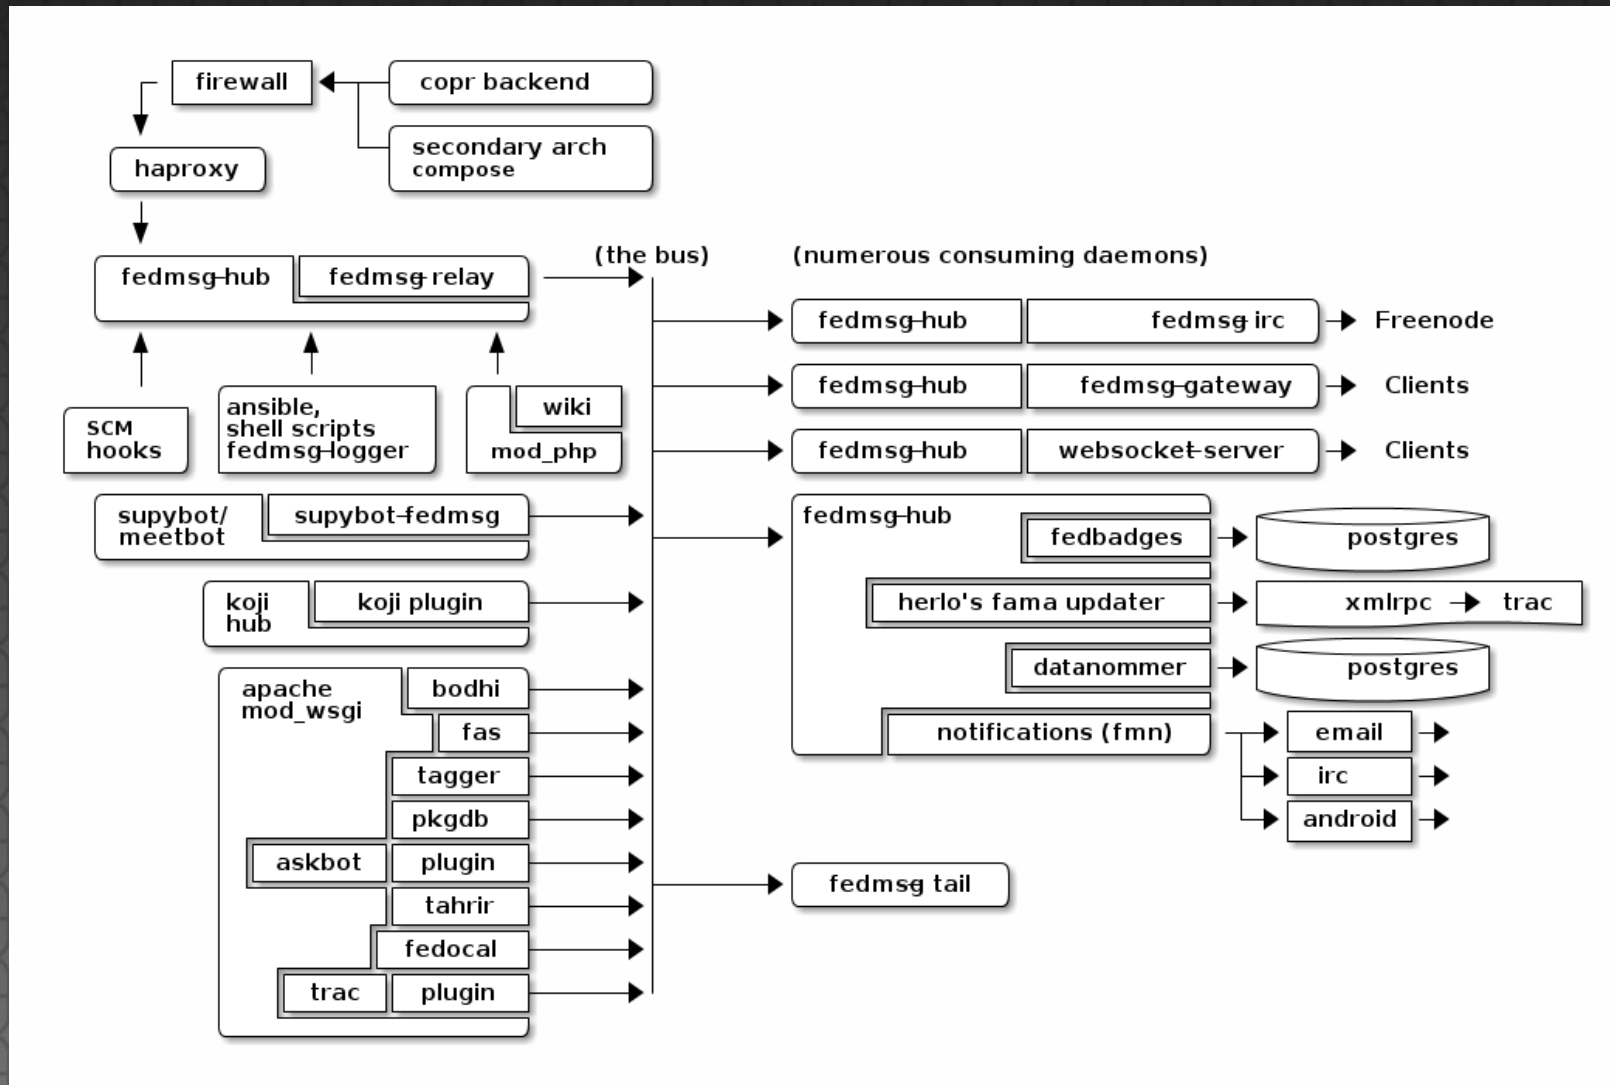 firewall
copr backend
secondary arch
compose
haproxy
(the bus)
(numerous consuming daemons)
fedmsg-hub
fedmsg-relay
fedmsg-hub
fedmsg-irc
Freenode
fedmsg-hub
fedmsg-gateway
Clients
fedmsg-hub
websocket-server
Clients
SCM
hooks
ansible,
shell scripts
fedmsg-logger
wiki
mod_php
supybot/
meetbot
supybot-fedmsg
koji
hub
koji plugin
apache
mod_wsgi
bodhi
fas
tagger
pkgdb
askbot
plugin
tahrir
fedocal
trac
plugin
fedmsg-hub
fedbadges
postgres
herlo's fama updater
xmlrpc
trac
datanommer
postgres
notifications (fmn)
email
irc
android
fedmsg-tail